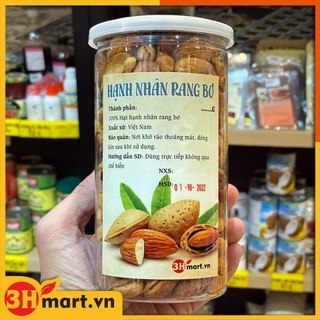 HẠNH NHÂN RANG BƠ
Thành phần: ........G
100% Hạt hạnh nhân rang bơ
Xuất xứ: Việt Nam
Bảo quản: Nơi khô ráo thoáng mát, đóng
kín sau khi sử dụng.
Hướng dẫn SD: Dùng trực tiếp không qua
chế biến
NXS:
HSD: 01 -10- 2022
3Hmart.vn
3Hmart.vn